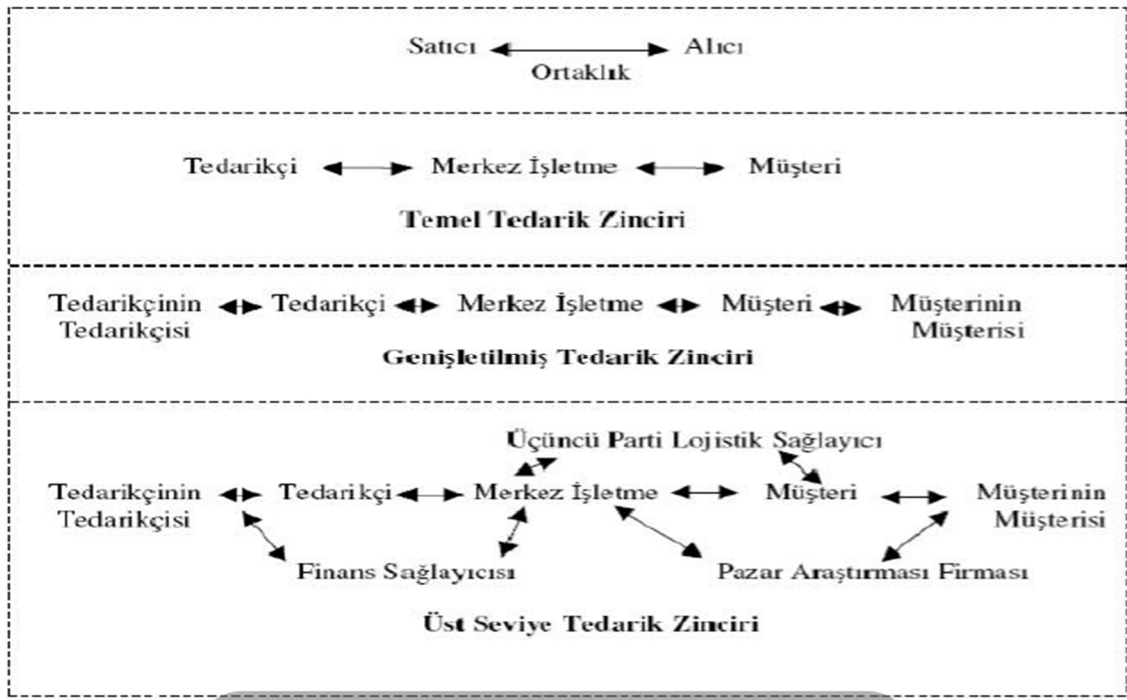 Satıcı Alıcı
Ortaklık
Tedarikçi Merkez İşletme Müşteri
Temel Tedarik Zinciri
Tedarikçinin Tedarikçi Merkez İşletme Müşteri Müşterinin
Tedarikçisi Müşterisi
Genişletilmiş Tedarik Zinciri
Üçüncü Parti Lojistik Sağlayıcı
Tedarikçinin Tedarikçi Merkez İşletme Müşteri Müşterinin
Tedarikçisi Müşterisi
Finans Sağlayıcısı Pazar Araştırması Firması
Üst Seviye Tedarik Zinciri